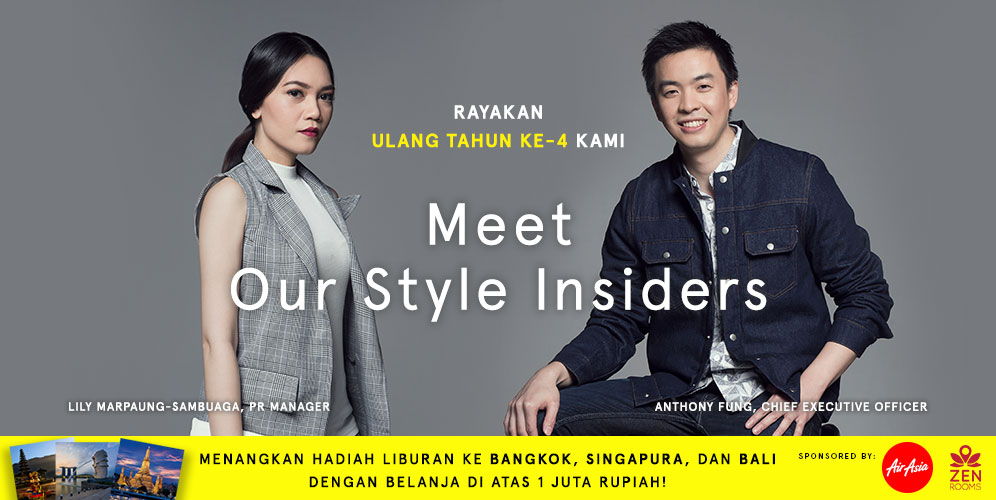 RAYAKAN
ULANG TAHUN KE-4 KAMI
Meet
Our Style Insiders
LILY MARPAUNG-SAMBUAGA, PR MANAGER
ANTHONY FUNG, CHIEF EXECUTIVE OFFICER
MENANGKAN HADIAH LIBURAN KE BANGKOK, SINGAPURA, DAN BALI
DENGAN BELANJA DI ATAS 1 JUTA RUPIAH!
SPONSORED BY:
AirAsia
ZEN
ROOMS